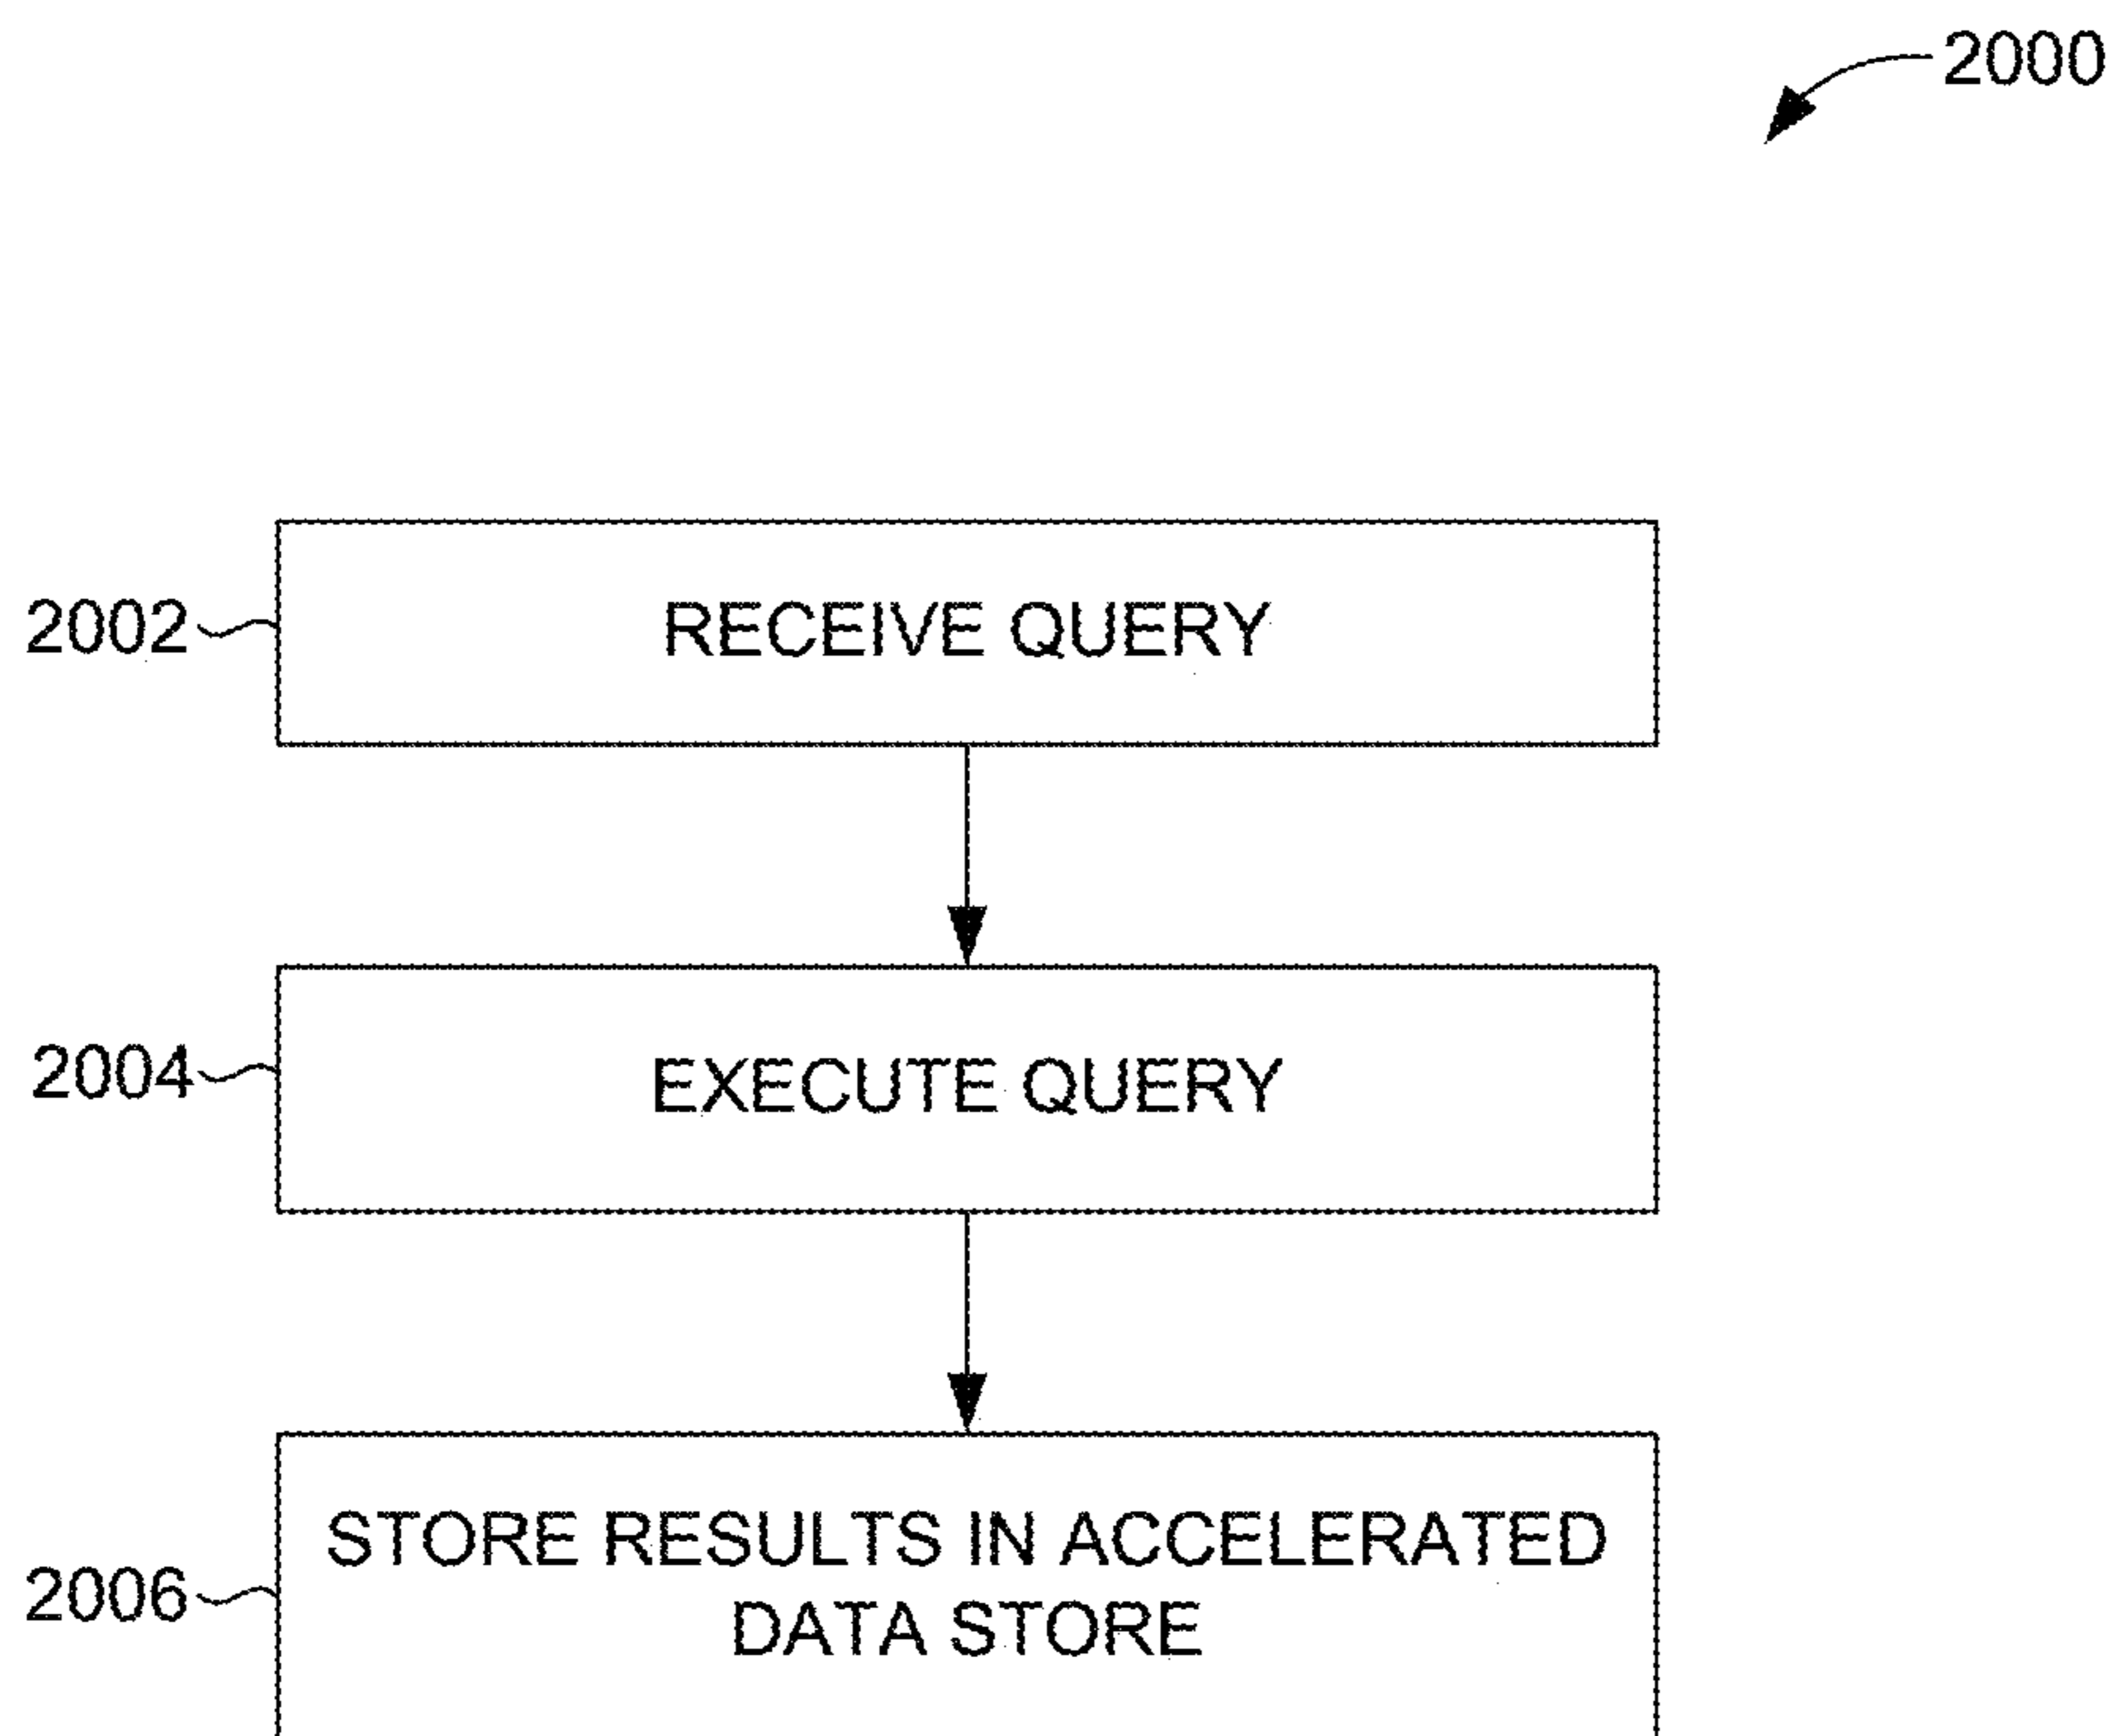 2000
2002
RECEIVE QUERY
2004
EXECUTE QUERY
STORE RESULTS IN ACCELERATED
2006
DATA STORE